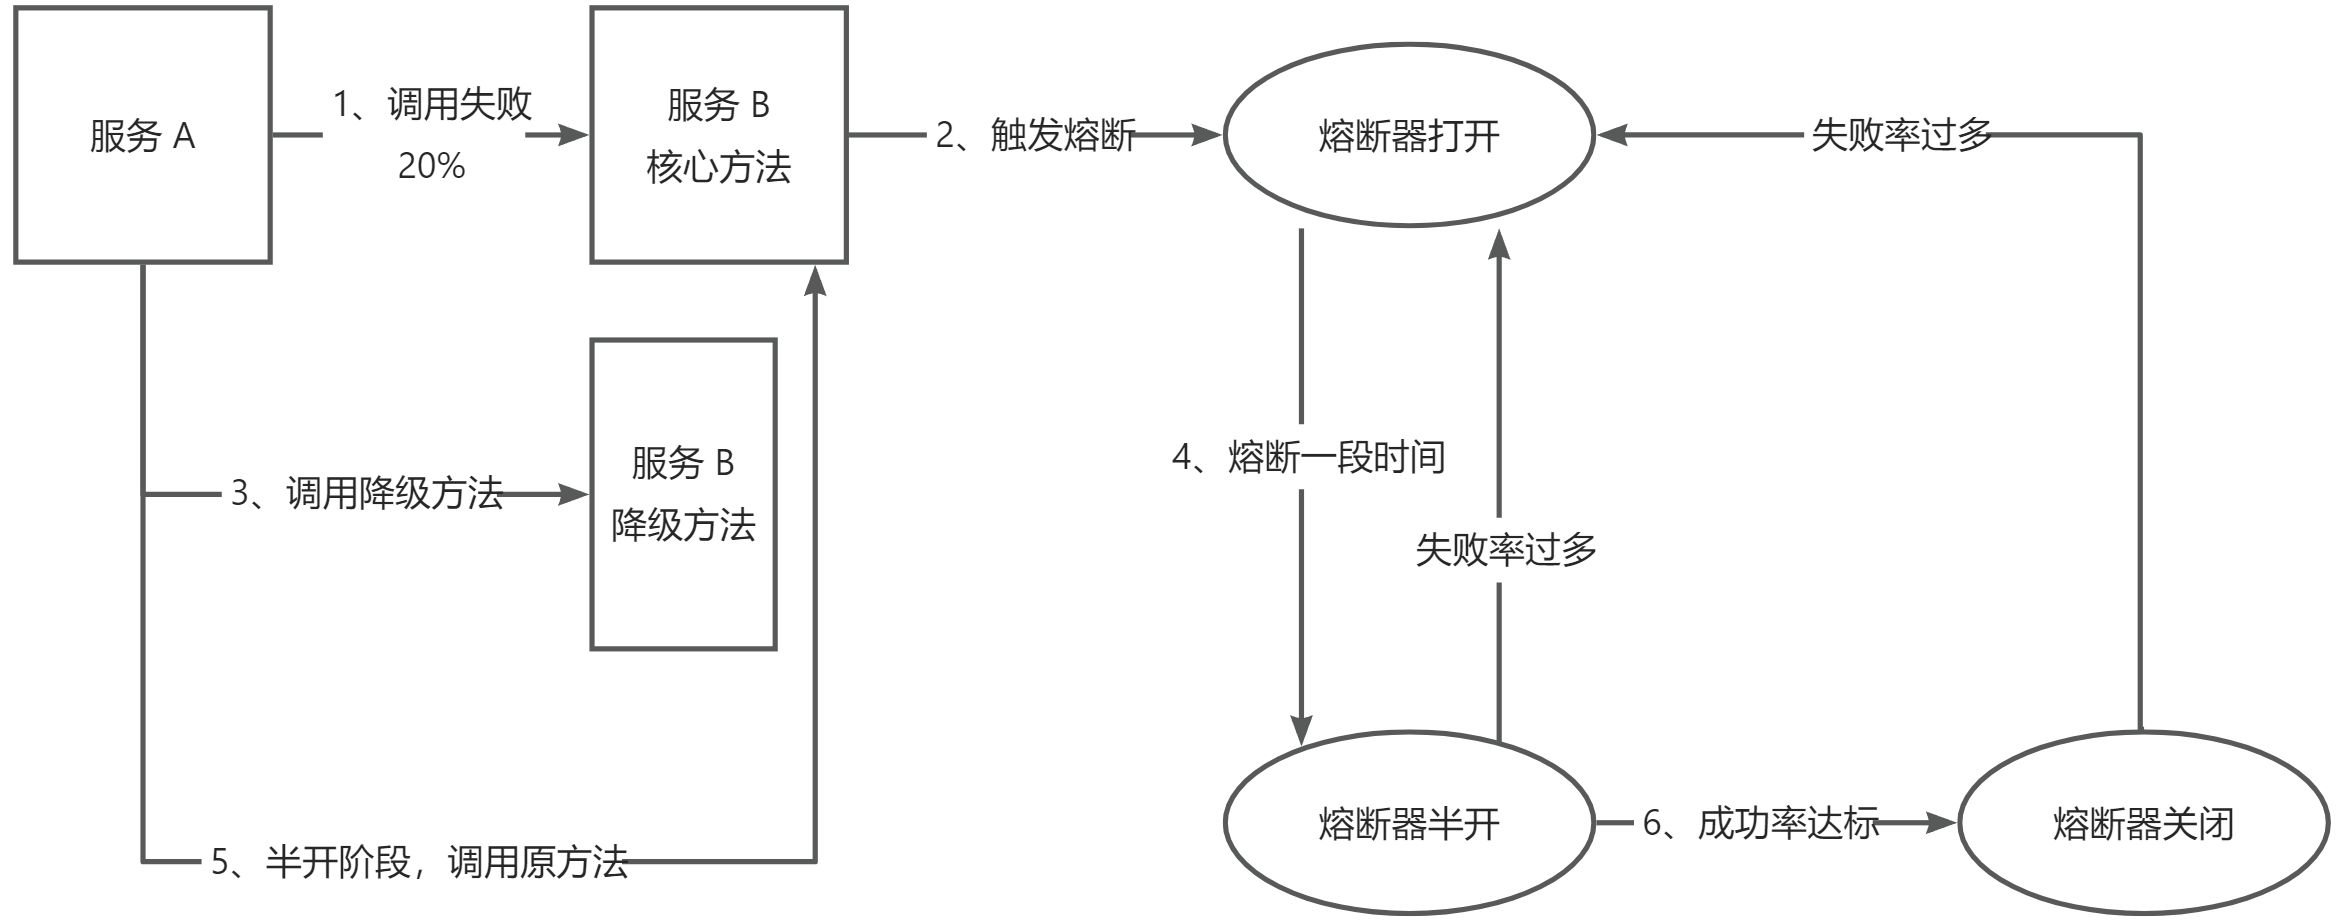 服务 A
1、调用失败
20%
服务 B
核心方法
2、触发熔断
熔断器打开
失败率过多
3、调用降级方法
服务 B
降级方法
4、熔断一段时间
失败率过多
5、半开阶段，调用原方法
熔断器半开
6、成功率达标
熔断器关闭